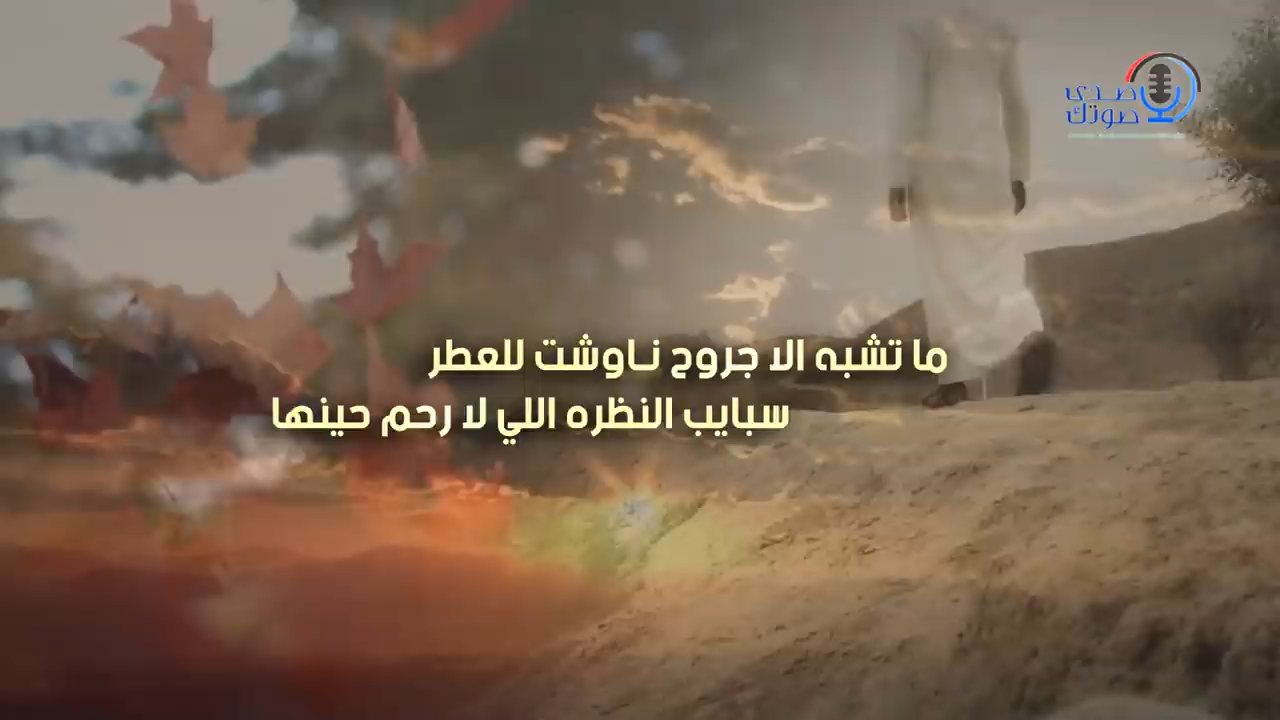 صدى
صوتك
ما تشبه الا جروح ناوشت للعطر
سبايب النظره اللي لا رحم حينها